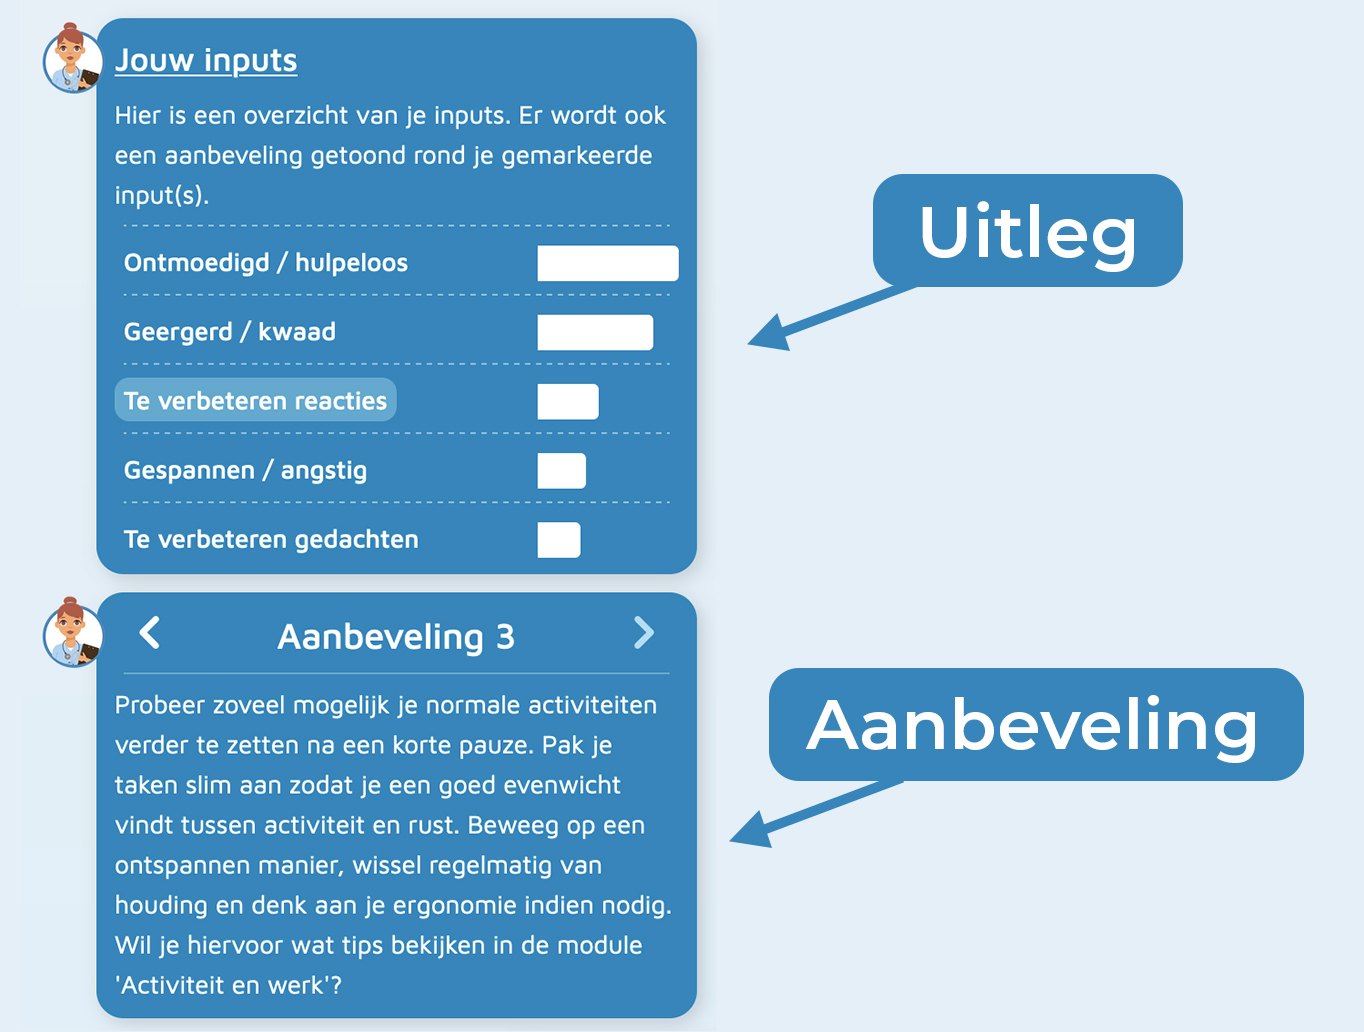 Jouw inputs
Hier is een overzicht van je inputs. Er wordt ook
een aanbeveling getoond rond je gemarkeerde
input(s).
Ontmoedigd / hulpeloos
Geergerd / kwaad
Te verbeteren reacties
Gespannen / angstig
Te verbeteren gedachten
Uitleg
Aanbeveling 3
Probeer zoveel mogelijk je normale activiteiten
verder te zetten na een korte pauze. Pak je
taken slim aan zodat je een goed evenwicht
vindt tussen activiteit en rust. Beweeg op een
ontspannen manier, wissel regelmatig van
houding en denk aan je ergonomie indien nodig.
Wil je hiervoor wat tips bekijken in de module
'Activiteit en werk'?
Aanbeveling